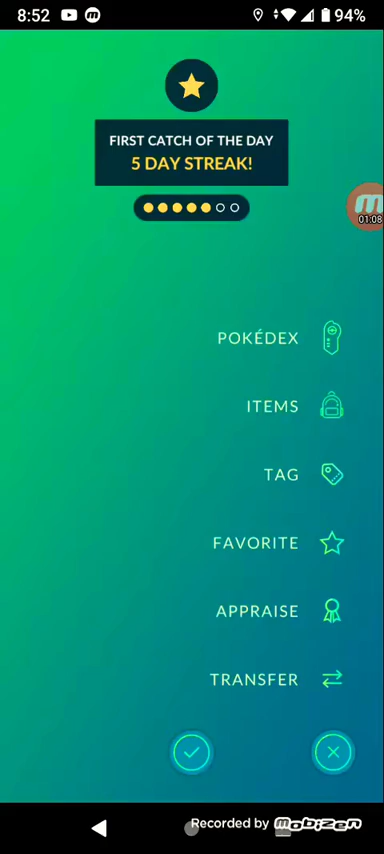 8:52
94%
FIRST CATCH OF THE DAY
5 DAY STREAK!
01:08
POKÉDEX
ITEMS
TAG
FAVORITE
APPRAISE
TRANSFER
Recorded by mobizen